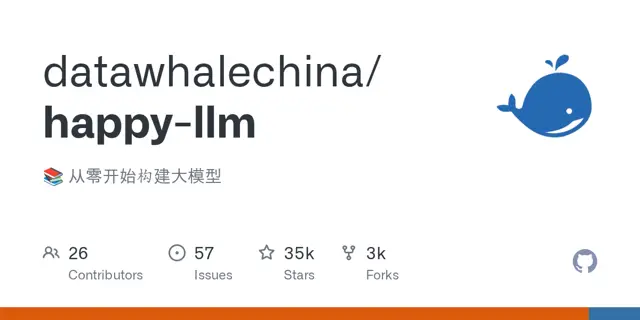 datawhalechina/
happy-llm
📚 从零开始构建大模型
26 57 35k 3k
Contributors Issues Stars Forks